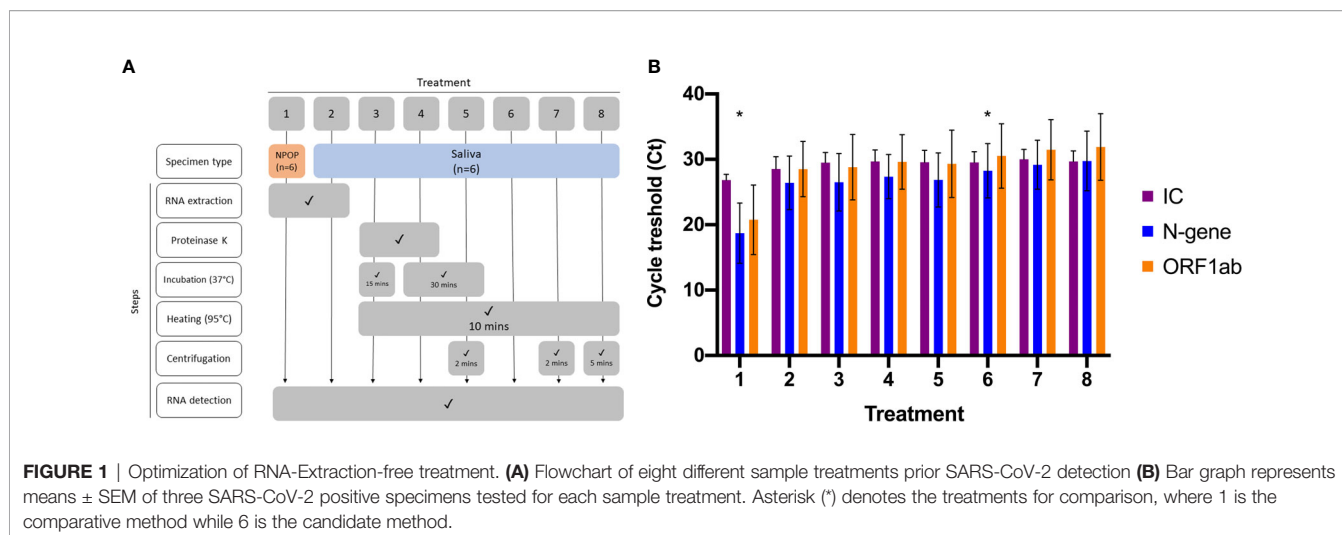 A
Treatment
1 2 3 4 5 6 7 8
Specimen type
NPOP
(n=6)
Saliva
(n=6)
Steps
RNA extraction
✓
Proteinase K
✓
Incubation (37°C)
✓
15 mins
✓
30 mins
Heating (95°C)
✓
10 mins
Centrifugation
✓
2 mins
✓
2 mins
✓
5 mins
RNA detection
✓
B
Cycle treshold (Ct)
40
30
20
10
0
* *
1 2 3 4 5 6 7 8
Treatment
IC
N-gene
ORF1ab
FIGURE 1 | Optimization of RNA-Extraction-free treatment. (A) Flowchart of eight different sample treatments prior SARS-CoV-2 detection (B) Bar graph represents
means ± SEM of three SARS-CoV-2 positive specimens tested for each sample treatment. Asterisk (*) denotes the treatments for comparison, where 1 is the
comparative method while 6 is the candidate method.